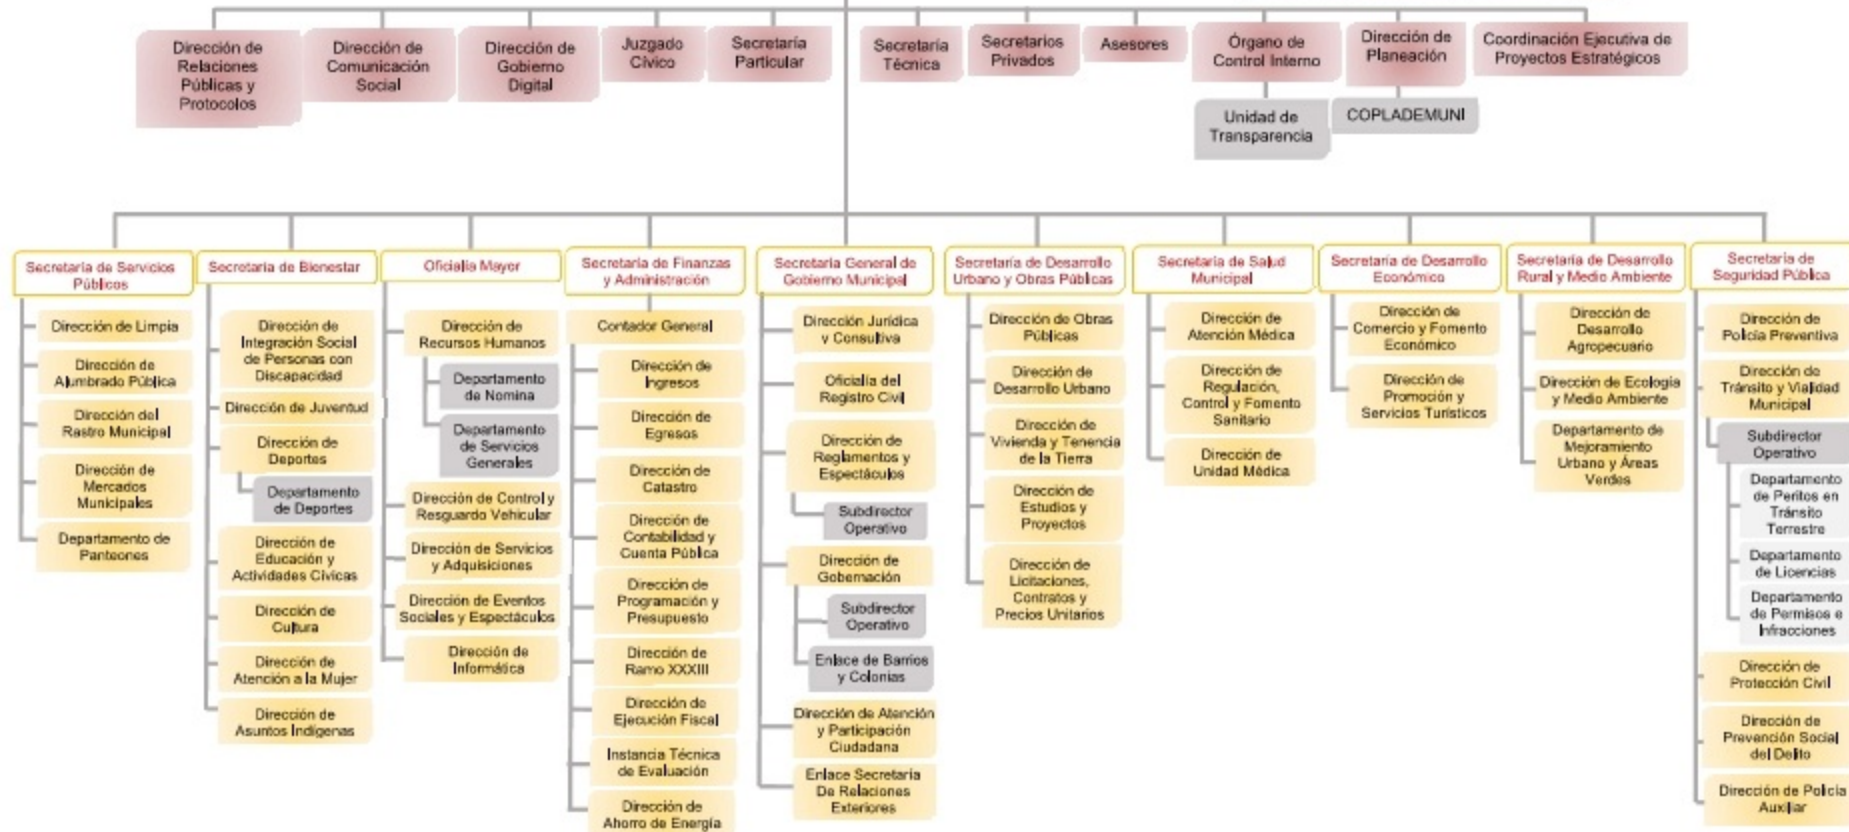 Dirección de
Relaciones
Públicas y
Protocolos
Dirección de
Comunicación
Social
Dirección de
Gobierno
Digital
Juzgado
Cívico
Secretaría
Particular
Secretaría
Técnica
Secretarios
Privados
Asesores
Órgano de
Control Interno
Unidad de
Transparencia
Dirección de
Planeación
COPLADEMUNI
Coordinación Ejecutiva de
Proyectos Estratégicos
Secretaría de Servicios
Públicos
Dirección de Limpia
Dirección de
Alumbrado Pública
Dirección del
Rastro Municipal
Dirección de
Mercados
Municipales
Departamento de
Panteones
Secretaría de Bienestar
Dirección de
Integración Social
de Personas con
Discapacidad
Dirección de Juventud
Dirección de
Deportes
Departamento
de Deportes
Dirección de
Educación y
Actividades Cívicas
Dirección de
Cultura
Dirección de
Atención a la Mujer
Dirección de
Asuntos Indígenas
Oficialía Mayor
Dirección de
Recursos Humanos
Departamento
de Nomina
Departamento
de Servicios
Generales
Dirección de Control y
Resguardo Vehicular
Dirección de Servicios
y Adquisiciones
Dirección de Eventos
Sociales y Espectáculos
Dirección de
Informática
Secretaría de Finanzas
y Administración
Contador General
Dirección de
Ingresos
Dirección de
Egresos
Dirección de
Catastro
Dirección de
Contabilidad y
Cuenta Pública
Dirección de
Programación y
Presupuesto
Dirección de
Ramo XXXIII
Dirección de
Ejecución Fiscal
Instancia Técnica
de Evaluación
Dirección de
Ahorro de Energía
Secretaría General de
Gobierno Municipal
Dirección Jurídica
y Consultiva
Oficialía del
Registro Civil
Dirección de
Reglamentos y
Espectáculos
Subdirector
Operativo
Dirección de
Gobernación
Subdirector
Operativo
Enlace de Barrios
y Colonias
Dirección de Atención
y Participación
Ciudadana
Enlace Secretaría
De Relaciones
Exteriores
Secretaría de Desarrollo
Urbano y Obras Públicas
Dirección de Obras
Públicas
Dirección de
Desarrollo Urbano
Dirección de
Vivienda y Tenencia
de la Tierra
Dirección de
Estudios y
Proyectos
Dirección de
Licitaciones,
Contratos y
Precios Unitarios
Secretaría de Salud
Municipal
Dirección de
Atención Médica
Dirección de
Regulación,
Control y Fomento
Sanitario
Dirección de
Unidad Médica
Secretaría de Desarrollo
Económico
Dirección de
Comercio y Fomento
Económico
Dirección de
Promoción y
Servicios Turísticos
Secretaría de Desarrollo
Rural y Medio Ambiente
Dirección de
Desarrollo
Agropecuario
Dirección de Ecología
y Medio Ambiente
Departamento de
Mejoramiento
Urbano y Áreas
Verdes
Secretaría de
Seguridad Pública
Dirección de
Policía Preventiva
Dirección de
Tránsito y Vialidad
Municipal
Subdirector
Operativo
Departamento
de Peritos en
Tránsito
Terrestre
Departamento
de Licencias
Departamento
de Permisos e
Infracciones
Dirección de
Protección Civil
Dirección de
Prevención Social
del Delito
Dirección de Policía
Auxiliar